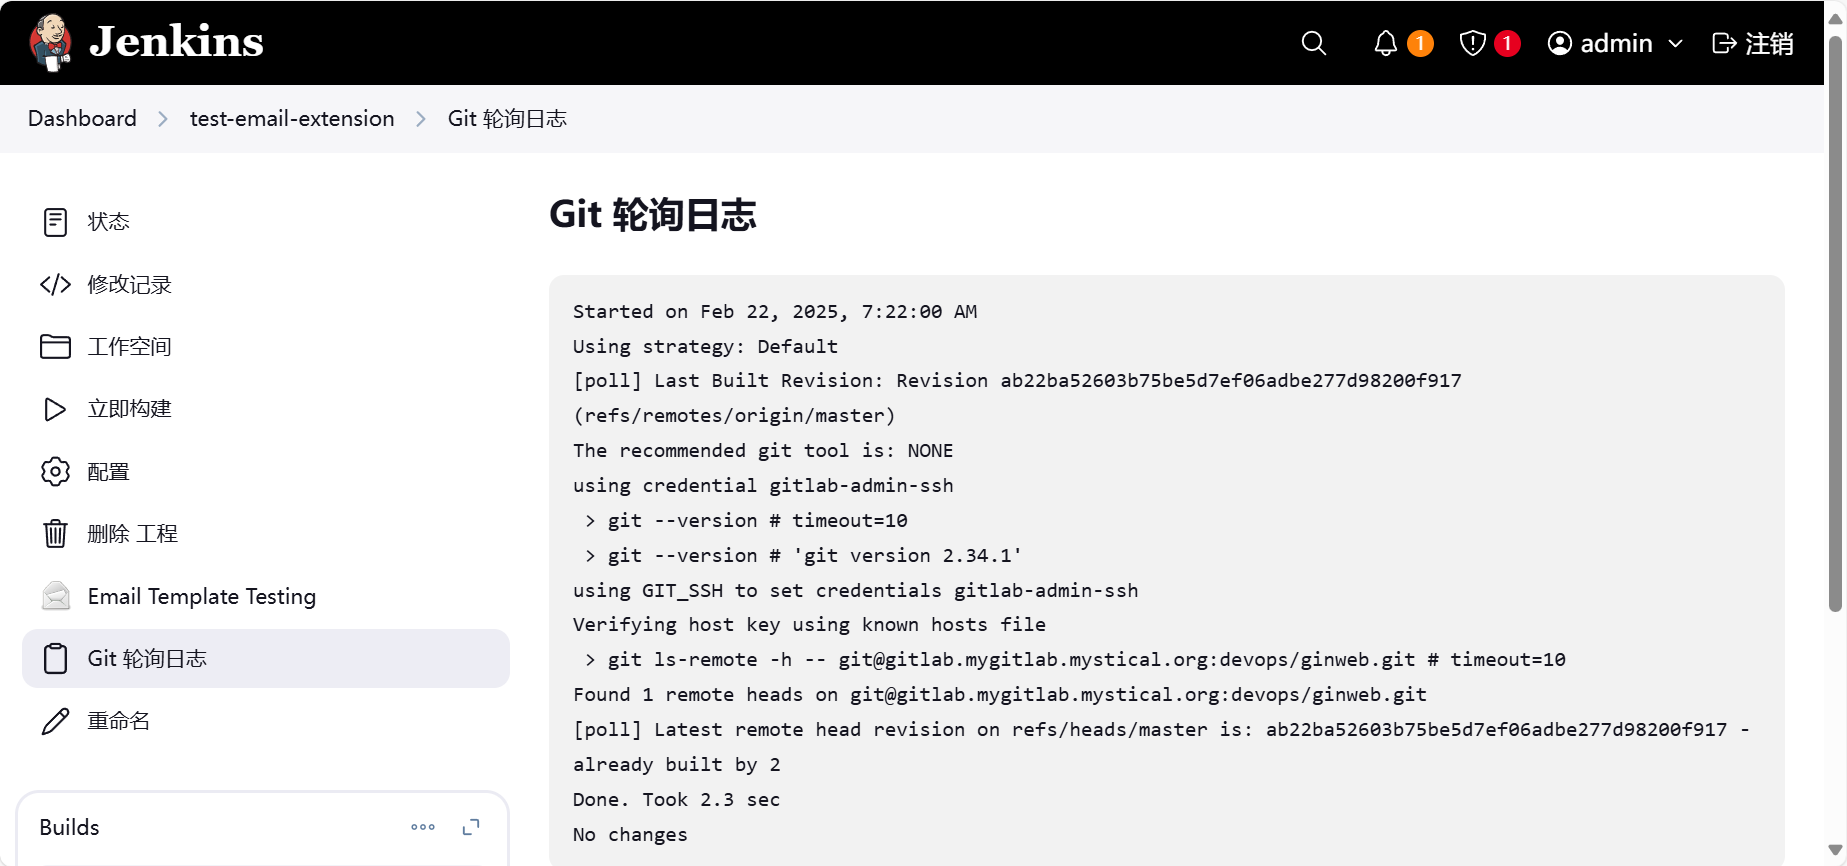 Jenkins
1
1
admin
注销
Dashboard
test-email-extension
Git 轮询日志
状态
修改记录
工作空间
立即构建
配置
删除 工程
Email Template Testing
Git 轮询日志
重命名
Builds
Git 轮询日志
Started on Feb 22, 2025, 7:22:00 AM
Using strategy: Default
[poll] Last Built Revision: Revision ab22ba52603b75be5d7ef06adbe277d98200f917
(refs/remotes/origin/master)
The recommended git tool is: NONE
using credential gitlab-admin-ssh
> git --version # timeout=10
> git --version # 'git version 2.34.1'
using GIT_SSH to set credentials gitlab-admin-ssh
Verifying host key using known hosts file
> git ls-remote -h -- git@gitlab.mygitlab.mystical.org:devops/ginweb.git # timeout=10
Found 1 remote heads on git@gitlab.mygitlab.mystical.org:devops/ginweb.git
[poll] Latest remote head revision on refs/heads/master is: ab22ba52603b75be5d7ef06adbe277d98200f917 -
already built by 2
Done. Took 2.3 sec
No changes